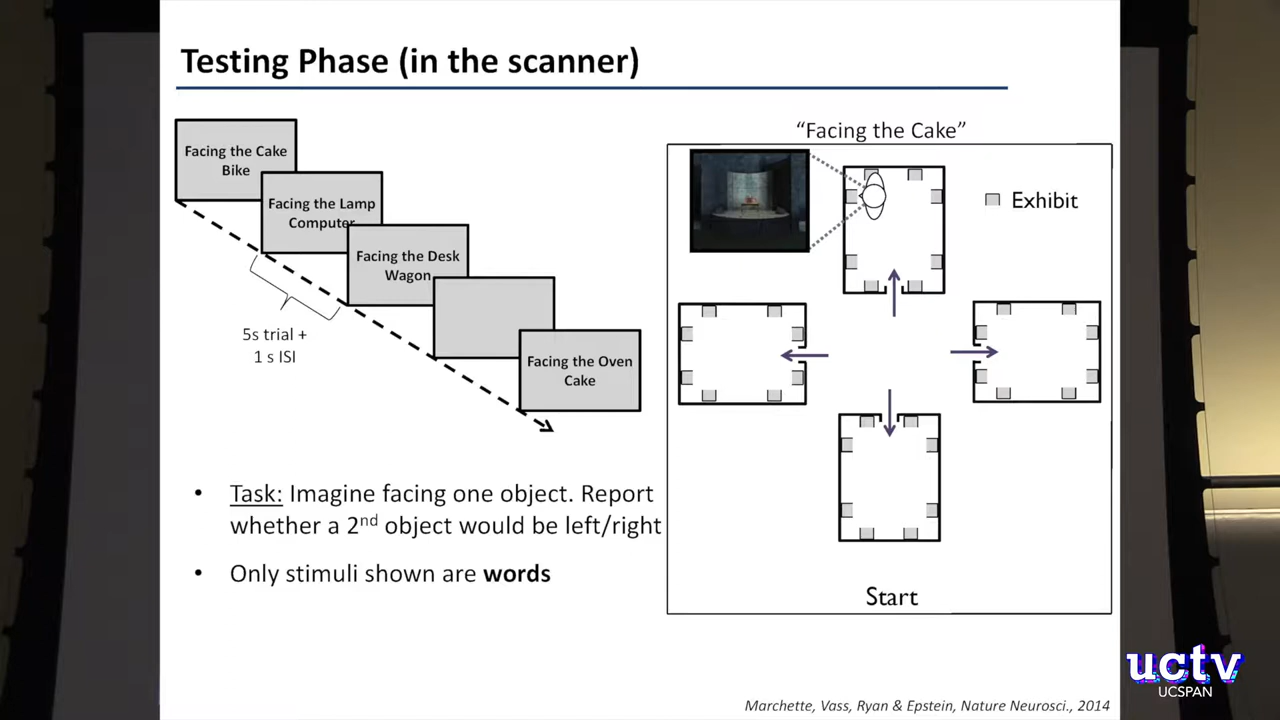 Testing Phase (in the scanner)
Facing the Cake
Bike
Facing the Lamp
Computer
Facing the Desk
Wagon
Facing the Oven
Cake
5s trial +
1 s ISI
• Task: Imagine facing one object. Report
whether a 2nd object would be left/right
• Only stimuli shown are words
“Facing the Cake”
Exhibit
Start
Marchette, Vass, Ryan & Epstein, Nature Neurosci., 2014
uctv
UCSPAN